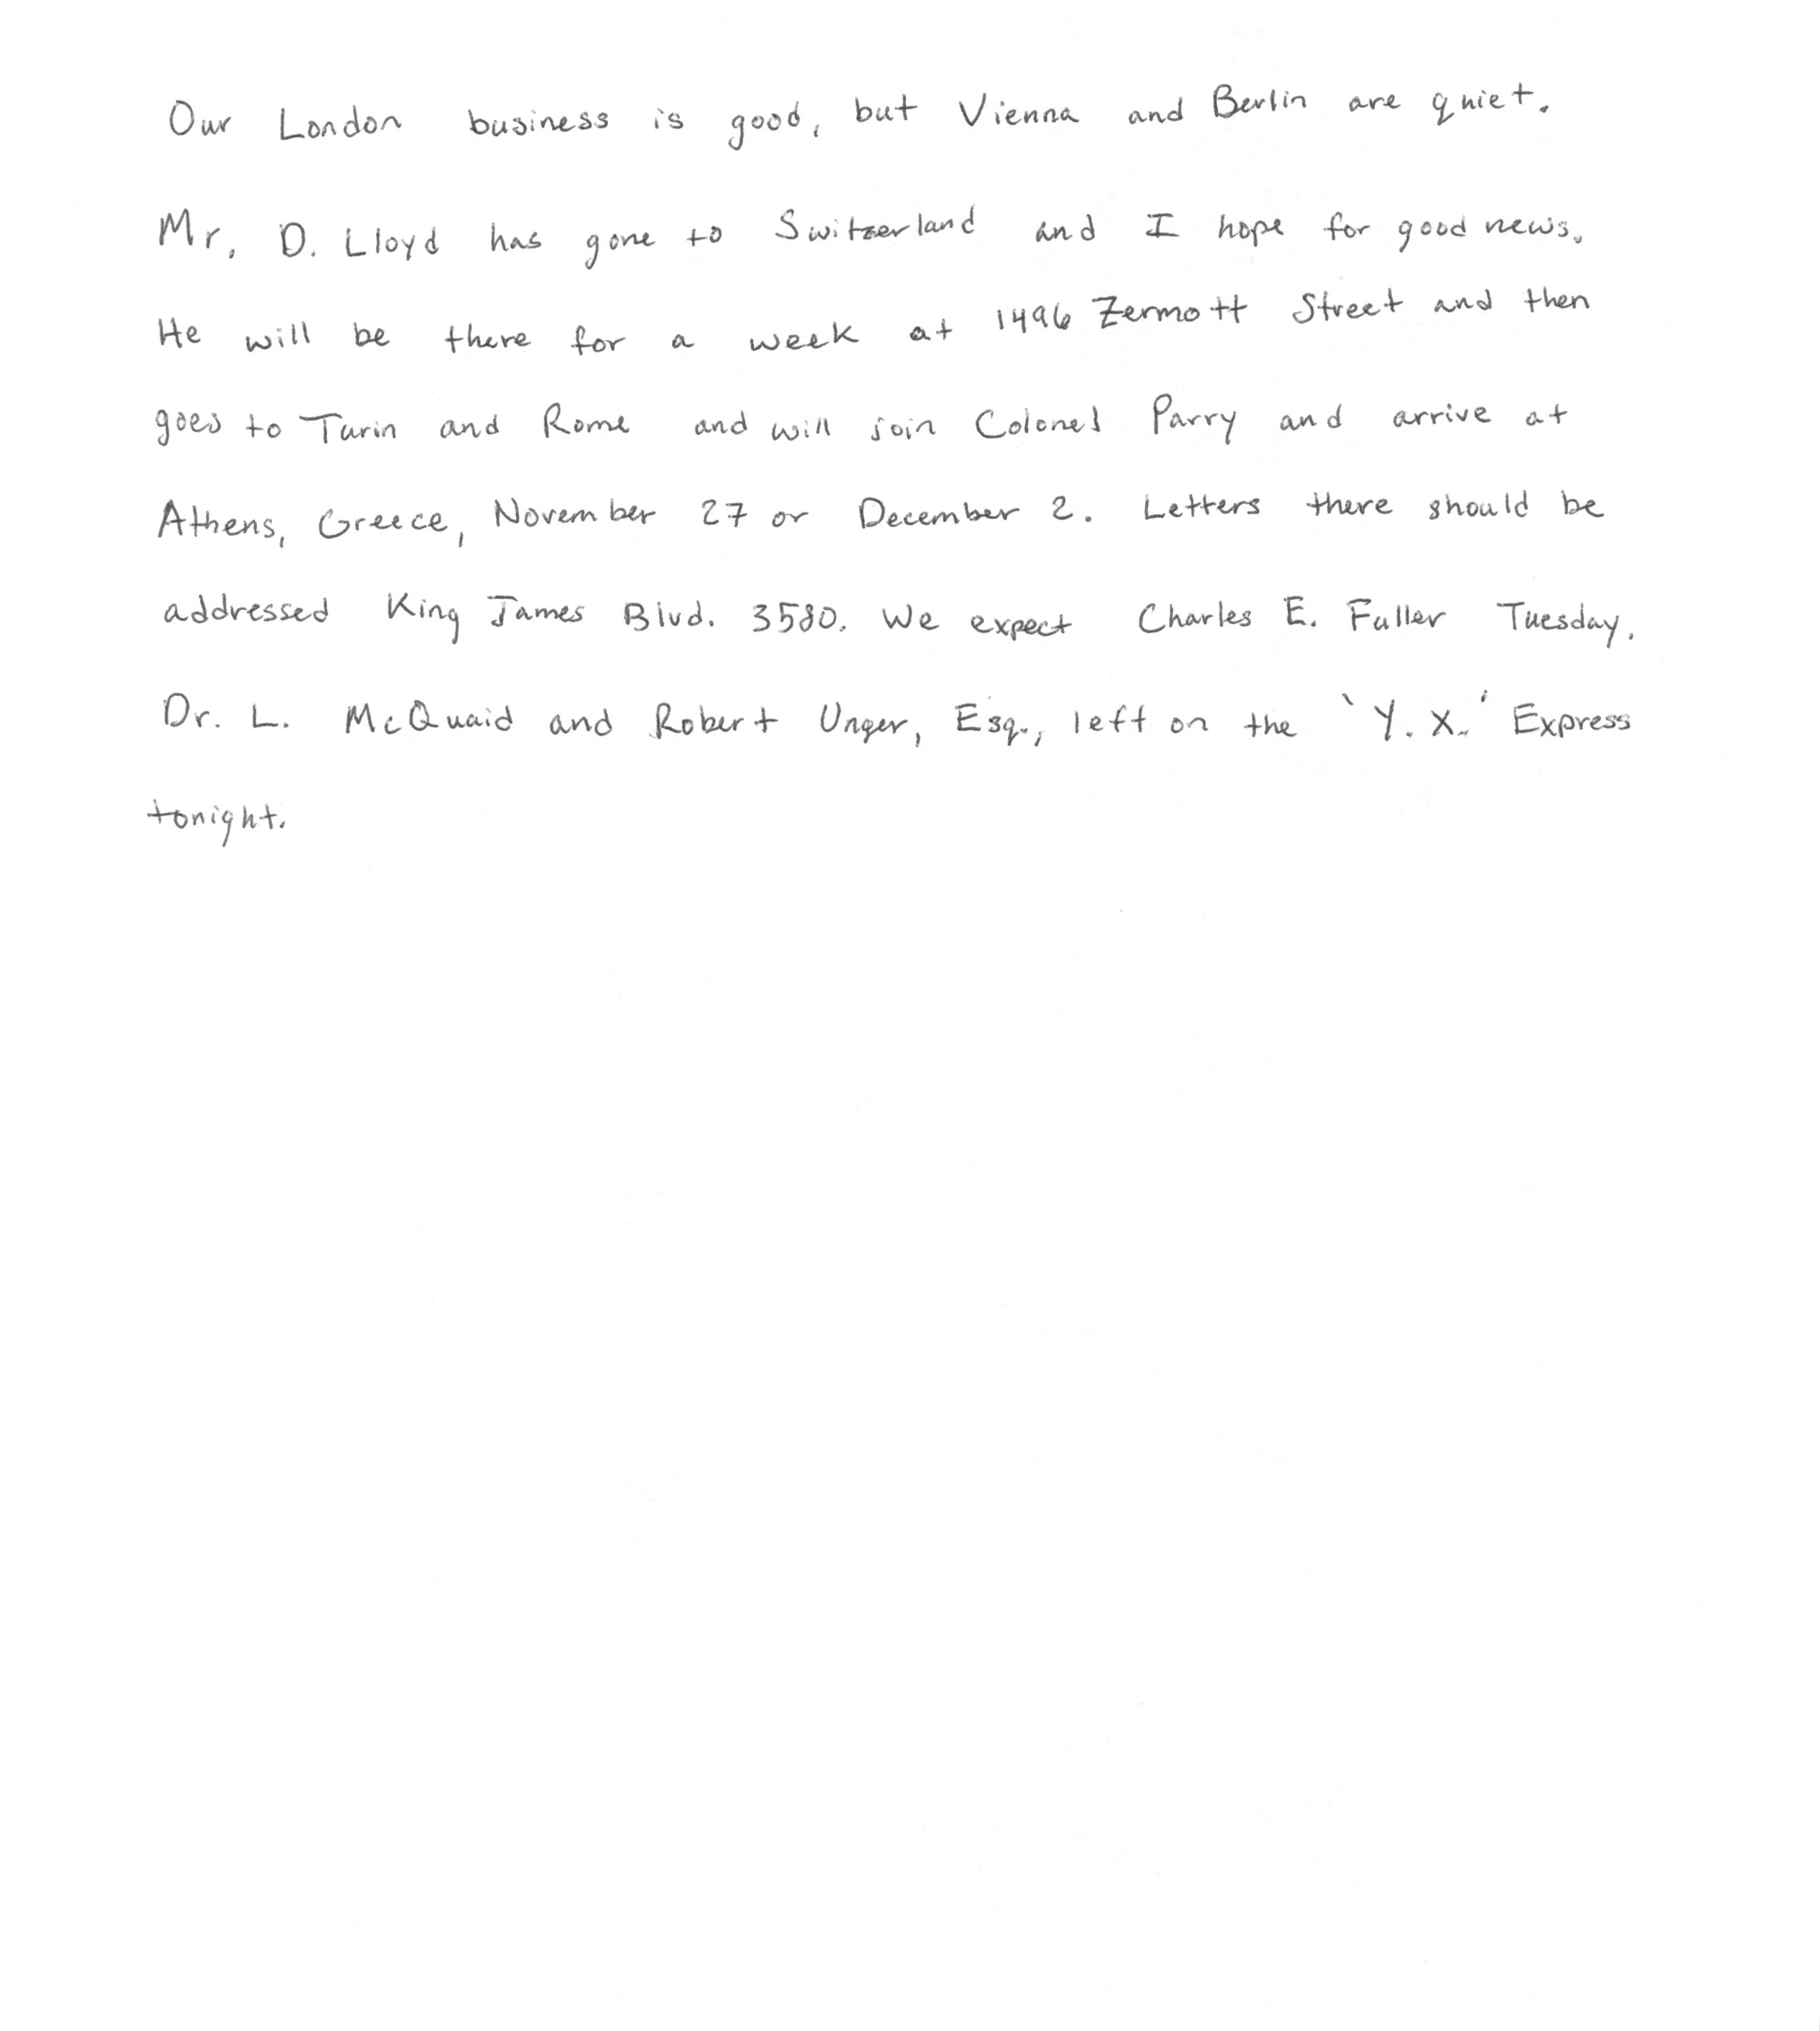 Our London business is good, but Vienna and Berlin are quiet.
Mr. D. Lloyd has gone to Switzerland and I hope for good news.
He will be there for a week at 1496 Zermott Street and then
goes to Turin and Rome and will join Colonel Parry and arrive at
Athens, Greece, November 27 or December 2. Letters there should be
addressed King James Blvd. 3580. We expect Charles E. Fuller Tuesday.
Dr. L. McQuaid and Robert Unger, Esq., left on the 'Y. X.' Express
tonight.